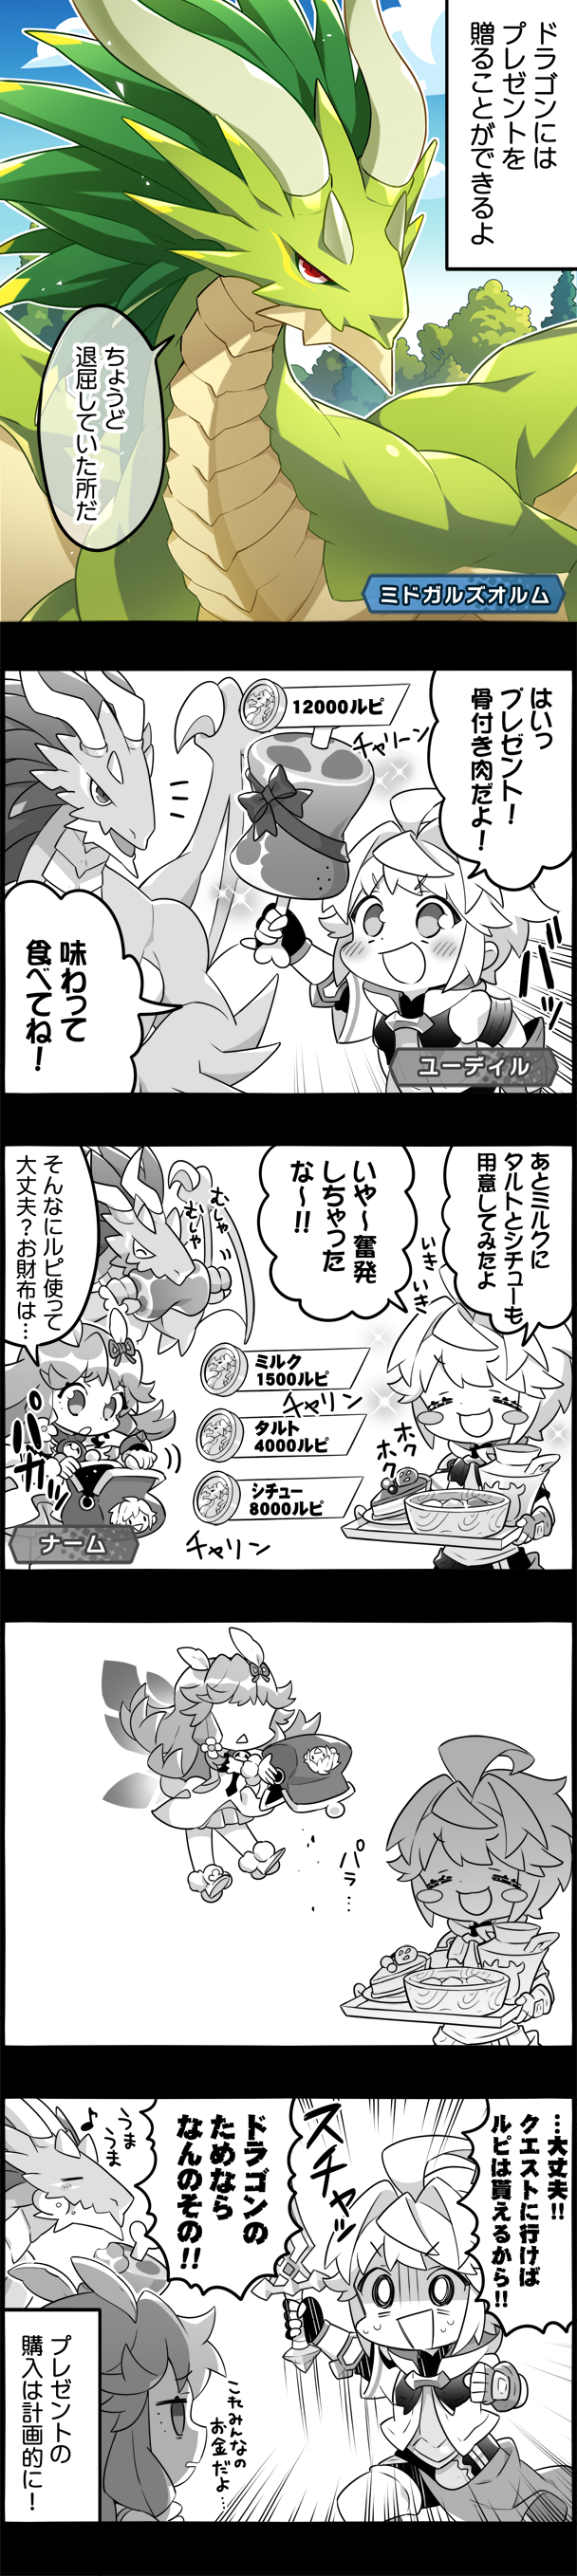 ドラゴンには
プレゼントを
贈ることができるよ
ちょうど
退屈していた所だ
ミドガルズオルム
はいっ
プレゼント！
骨付き肉だよ！
12000ルピ
チャリーン
バッ
味わって
食べてね！
ユーディル
あとミルクに
タルトとシチューも
用意してみたよ
いき
いき
いや〜奮発
しちゃった
な〜!!
むしゃ
むしゃ
そんなにルピ使って
大丈夫？お財布は…
ミルク
1500ルピ
チャリン
タルト
4000ルピ
シチュー
8000ルピ
チャリン
ホク
ホク
パカッ
ナーム
パラ…
…大丈夫!!
クエストに行けば
ルピは貰えるから!!
スチャッ
ドラゴンの
ためなら
なんのその!!
♪
うま
うま
これみんなの
お金だよ…
プレゼントの
購入は計画的に！